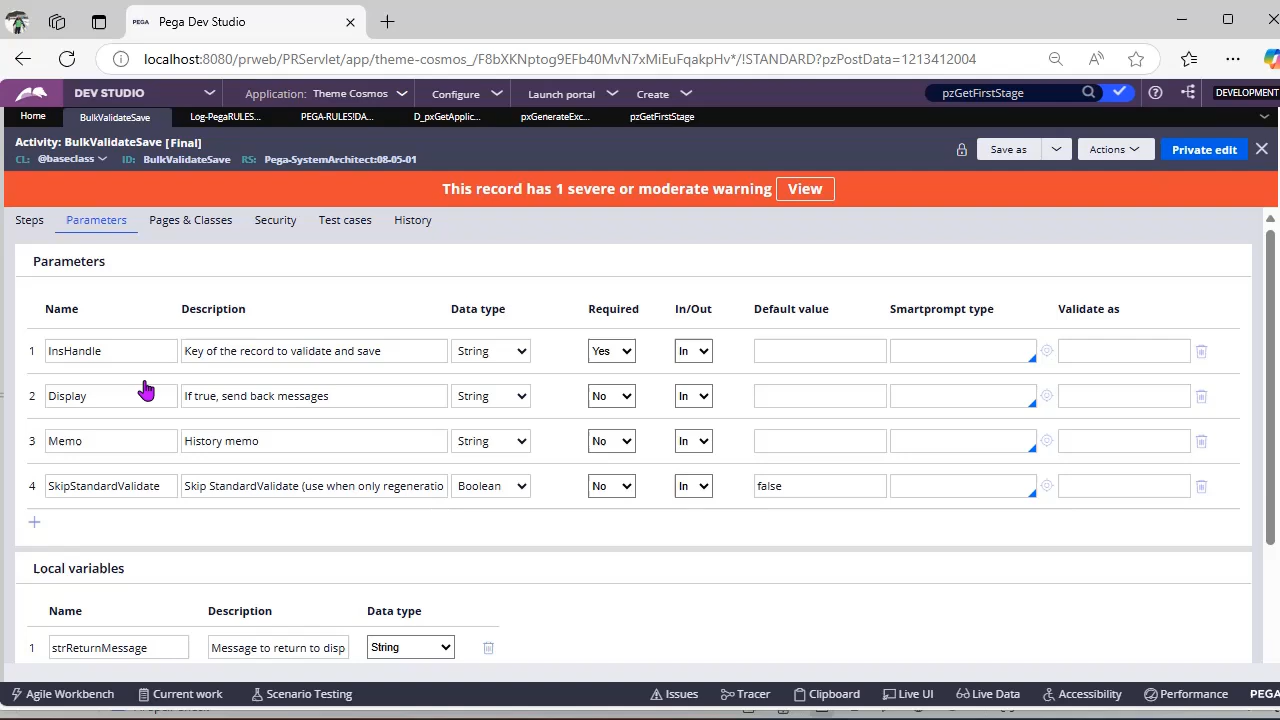 PEGA Pega Dev Studio
localhost:8080/prweb/PRServlet/app/theme-cosmos_/F8bXKNptog9EFb40MvN7xMiEuFqakpHv*/!STANDARD?pzPostData=1213412004
DEV STUDIO Application: Theme Cosmos Configure Launch portal Create pzGetFirstStage DEVELOPMENT
Home BulkValidateSave Log-PegaRULES... PEGA-RULES!DA... D_pxGetApplic... pxGenerateExc... pzGetFirstStage
Activity: BulkValidateSave [Final]
CL: @baseclass ID: BulkValidateSave RS: Pega-SystemArchitect:08-05-01
Save as Actions Private edit
This record has 1 severe or moderate warning View
Steps Parameters Pages & Classes Security Test cases History
Parameters
Name Description Data type Required In/Out Default value Smartprompt type Validate as
1 InsHandle Key of the record to validate and save String Yes In
2 Display If true, send back messages String No In
3 Memo History memo String No In
4 SkipStandardValidate Skip StandardValidate (use when only regeneratio Boolean No In false
Local variables
Name Description Data type
1 strReturnMessage Message to return to disp String
Agile Workbench Current work Scenario Testing Issues Tracer Clipboard Live UI Live Data Accessibility Performance PEGA